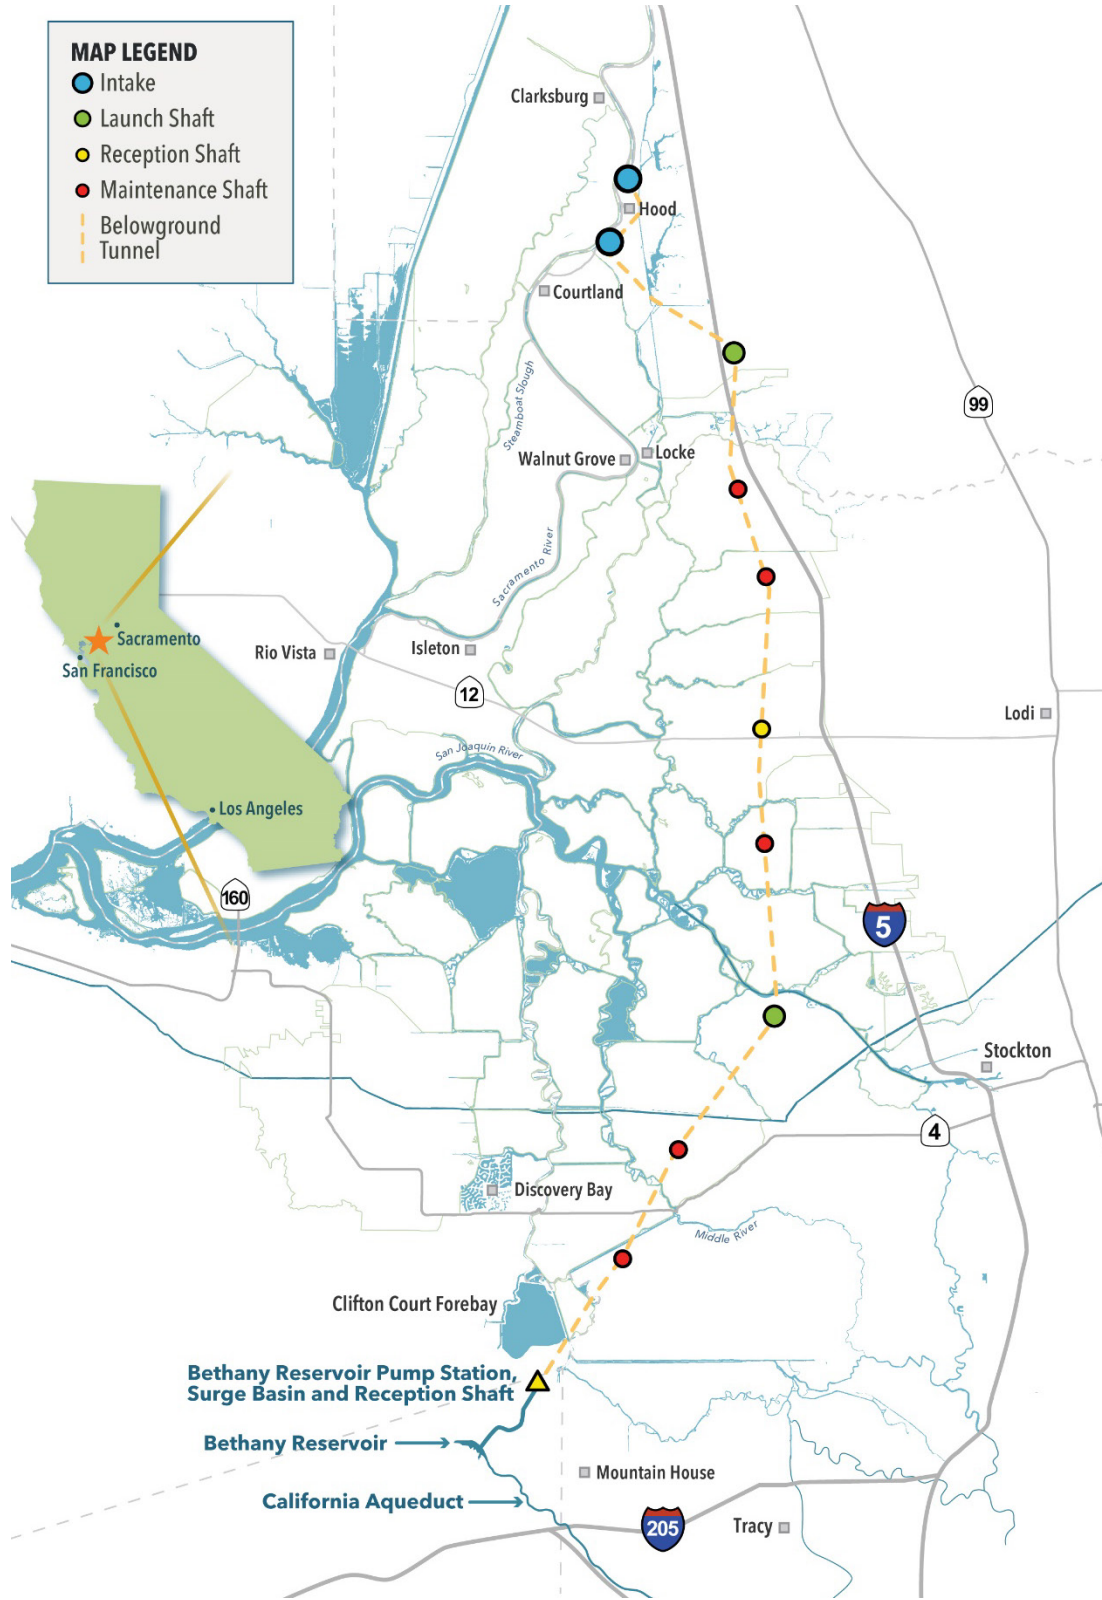 MAP LEGEND
Intake
Launch Shaft
Reception Shaft
Maintenance Shaft
Belowground
Tunnel
Clarksburg
Hood
Courtland
Steamboat Slough
99
Walnut Grove
Locke
Sacramento River
Sacramento
San Francisco
Los Angeles
Rio Vista
Isleton
12
Lodi
San Joaquin River
160
5
Stockton
4
Discovery Bay
Middle River
Clifton Court Forebay
Bethany Reservoir Pump Station,
Surge Basin and Reception Shaft
Bethany Reservoir
Mountain House
California Aqueduct
205
Tracy